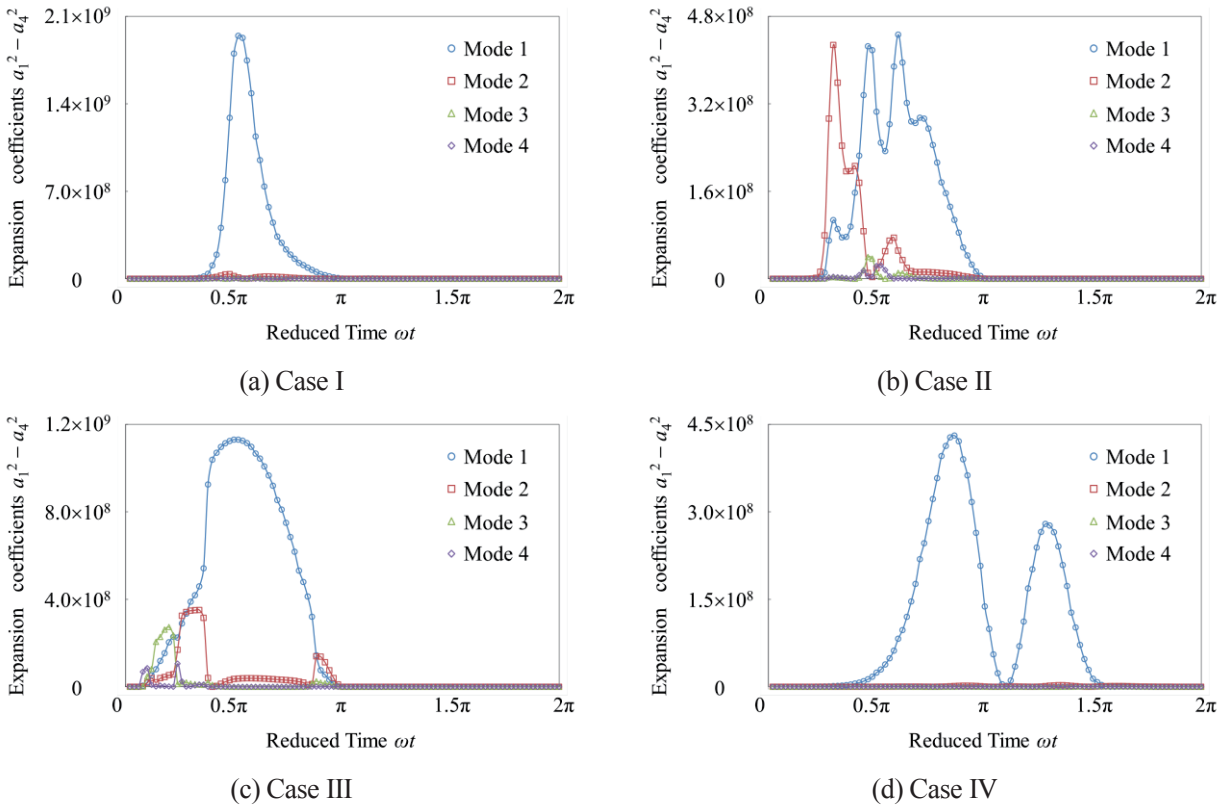 Expansion coefficients a₁² − a₄²
2.1×10⁹
1.4×10⁹
7.0×10⁸
0
0 0.5π π 1.5π 2π
Mode 1
Mode 2
Mode 3
Mode 4
Reduced Time ωt
(a) Case I
Expansion coefficients a₁² − a₄²
4.8×10⁸
3.2×10⁸
1.6×10⁸
0
0 0.5π π 1.5π 2π
Mode 1
Mode 2
Mode 3
Mode 4
Reduced Time ωt
(b) Case II
Expansion coefficients a₁² − a₄²
1.2×10⁹
8.0×10⁸
4.0×10⁸
0
0 0.5π π 1.5π 2π
Mode 1
Mode 2
Mode 3
Mode 4
Reduced Time ωt
(c) Case III
Expansion coefficients a₁² − a₄²
4.5×10⁸
3.0×10⁸
1.5×10⁸
0
0 0.5π π 1.5π 2π
Mode 1
Mode 2
Mode 3
Mode 4
Reduced Time ωt
(d) Case IV